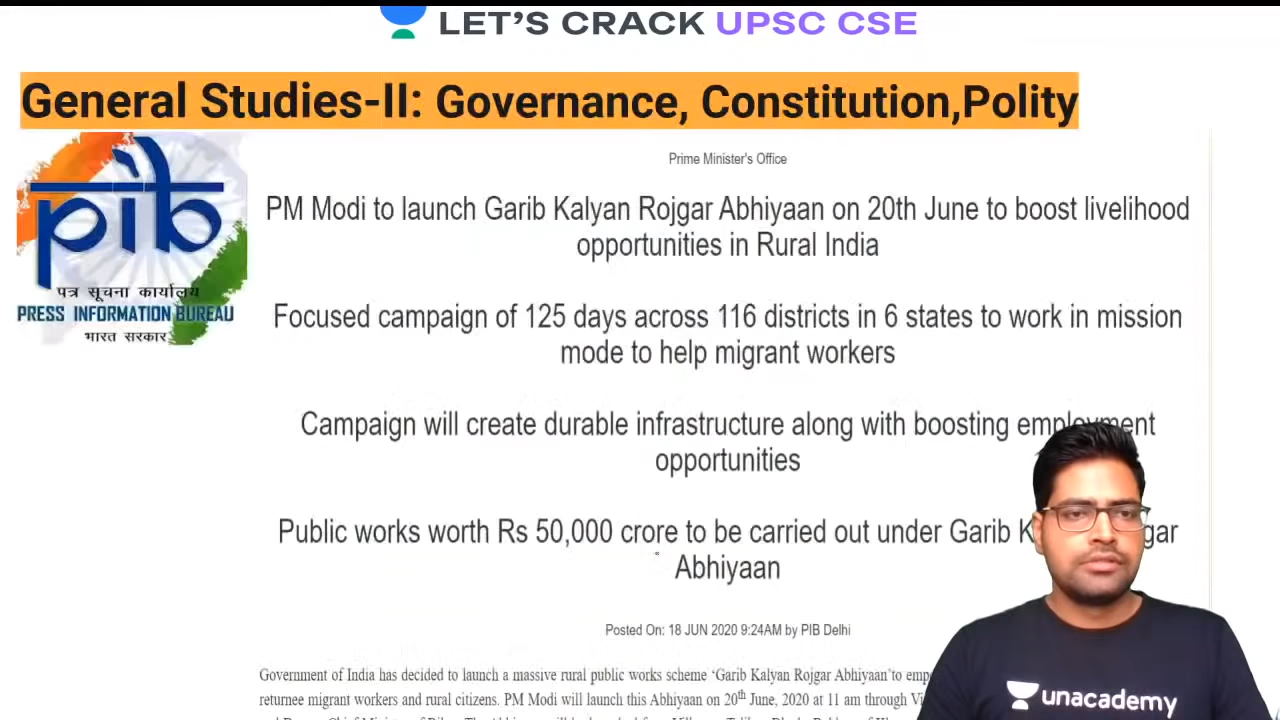 LET'S CRACK UPSC CSE
General Studies-II: Governance, Constitution,Polity
pib
पत्र सूचना कार्यालय
PRESS INFORMATION BUREAU
भारत सरकार
Prime Minister's Office
PM Modi to launch Garib Kalyan Rojgar Abhiyaan on 20th June to boost livelihood
opportunities in Rural India
Focused campaign of 125 days across 116 districts in 6 states to work in mission
mode to help migrant workers
Campaign will create durable infrastructure along with boosting employment
opportunities
Public works worth Rs 50,000 crore to be carried out under Garib
Abhiyaan
Posted On: 18 JUN 2020 9:24AM by PIB Delhi
Government of India has decided to launch a massive rural public works scheme ‘Garib Kalyan Rojgar Abhiyaan’to
returnee migrant workers and rural citizens. PM Modi will launch this Abhiyaan on 20th June, 2020 at 11 am through
unacademy